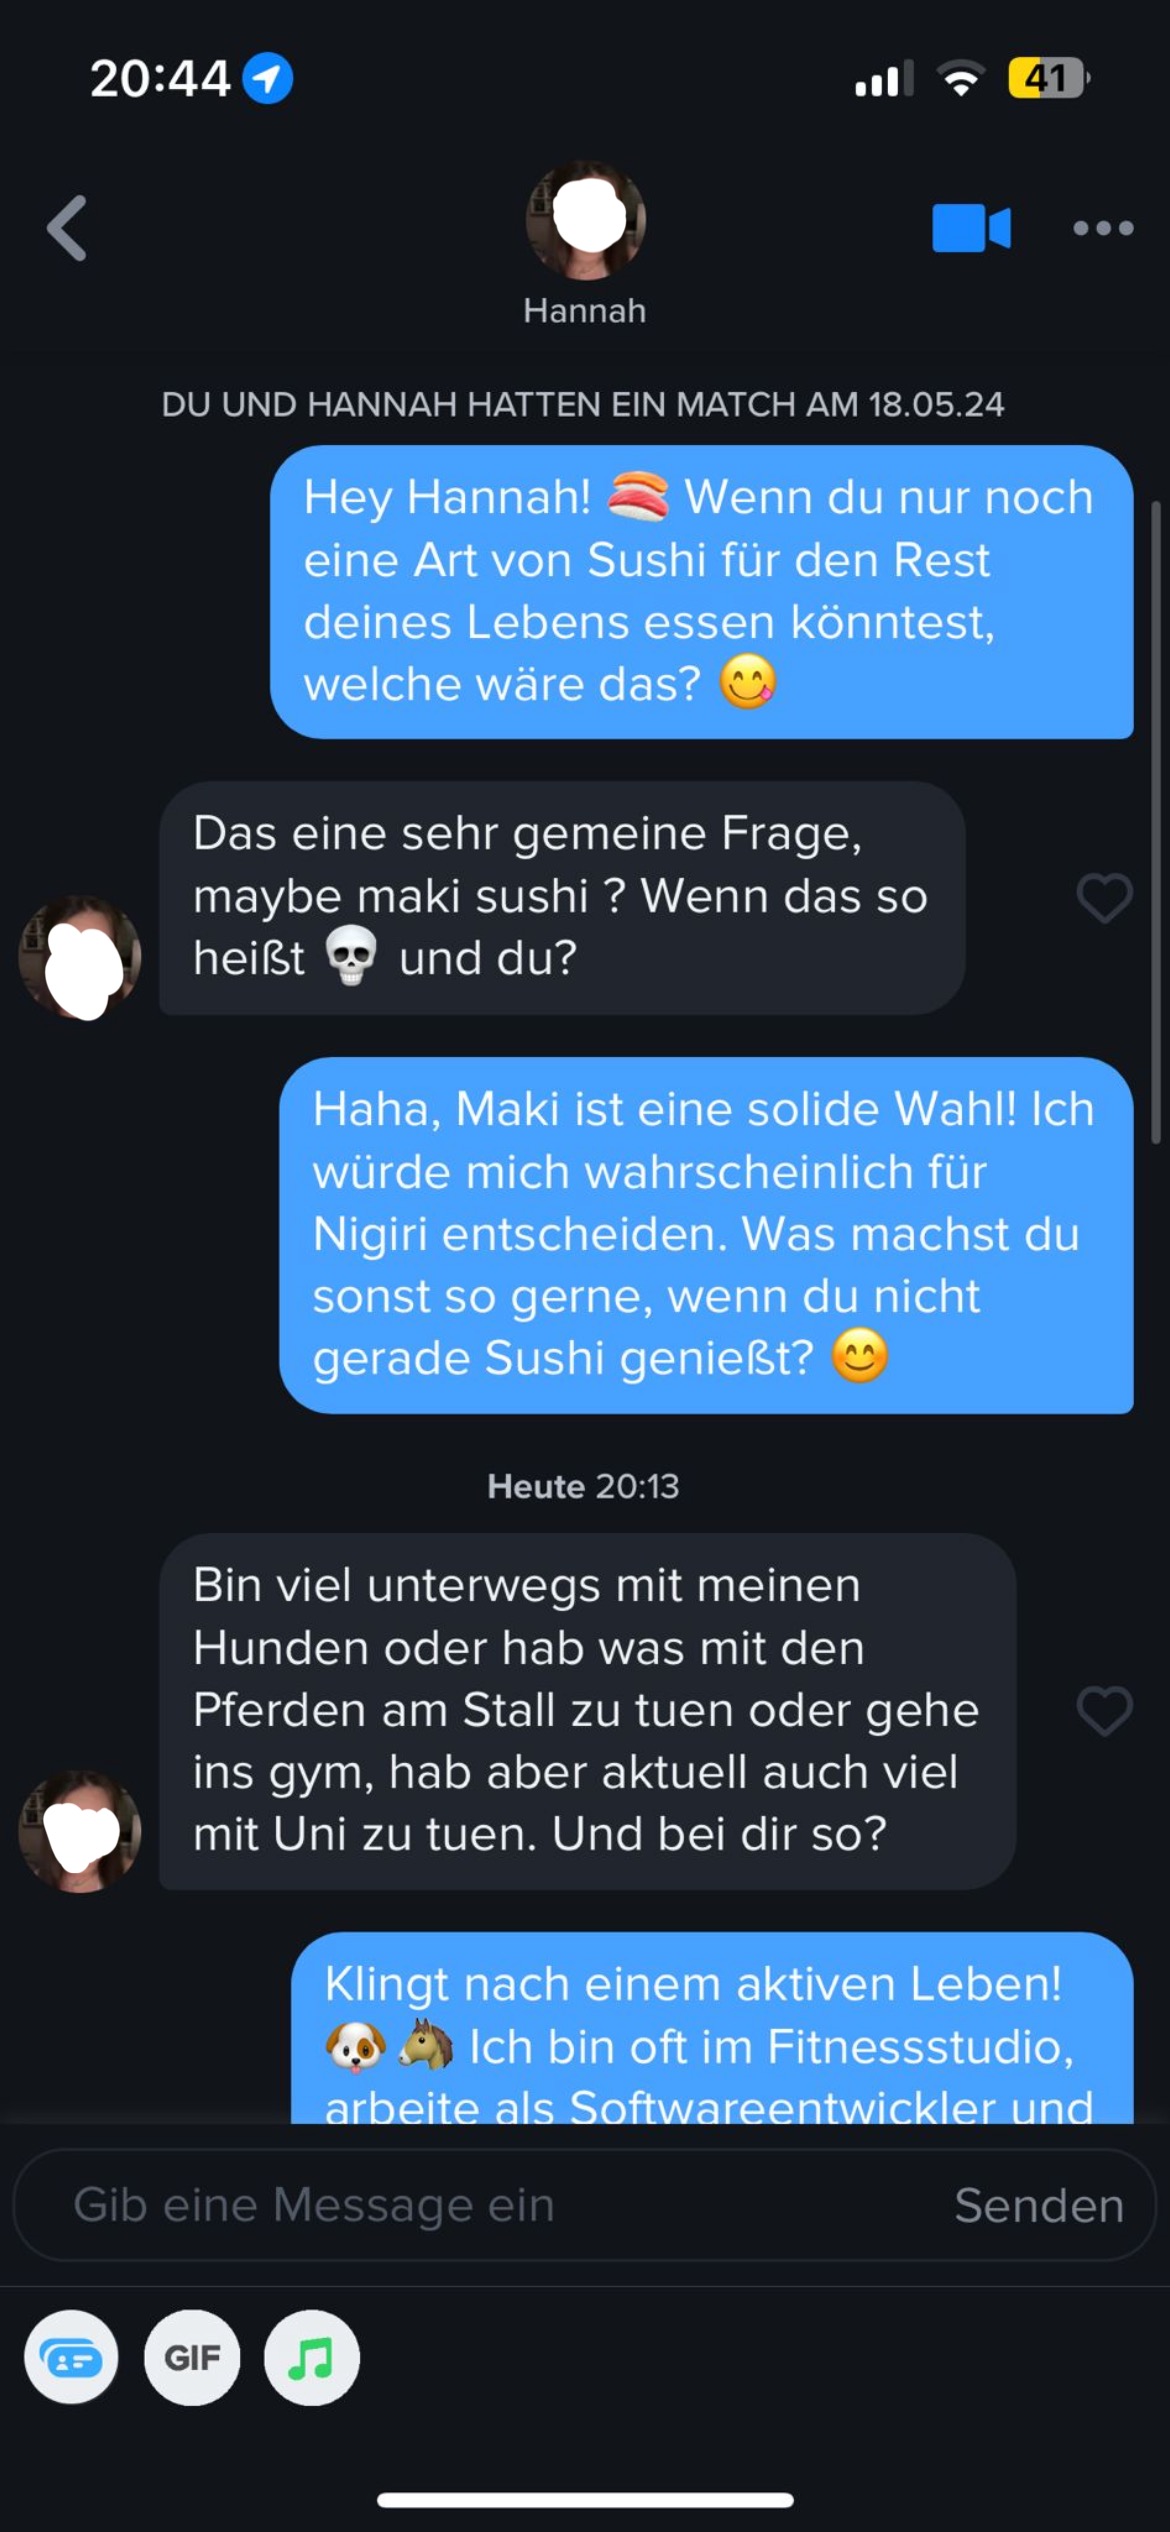 20:44
41
Hannah
DU UND HANNAH HATTEN EIN MATCH AM 18.05.24
Hey Hannah! 🍣 Wenn du nur noch
eine Art von Sushi für den Rest
deines Lebens essen könntest,
welche wäre das? 😋
Das eine sehr gemeine Frage,
maybe maki sushi ? Wenn das so
heißt 💀 und du?
Haha, Maki ist eine solide Wahl! Ich
würde mich wahrscheinlich für
Nigiri entscheiden. Was machst du
sonst so gerne, wenn du nicht
gerade Sushi genießt? 😊
Heute 20:13
Bin viel unterwegs mit meinen
Hunden oder hab was mit den
Pferden am Stall zu tuen oder gehe
ins gym, hab aber aktuell auch viel
mit Uni zu tuen. Und bei dir so?
Klingt nach einem aktiven Leben!
🐶 🐴 Ich bin oft im Fitnessstudio,
arbeite als Softwareentwickler und
Gib eine Message ein
Senden
GIF